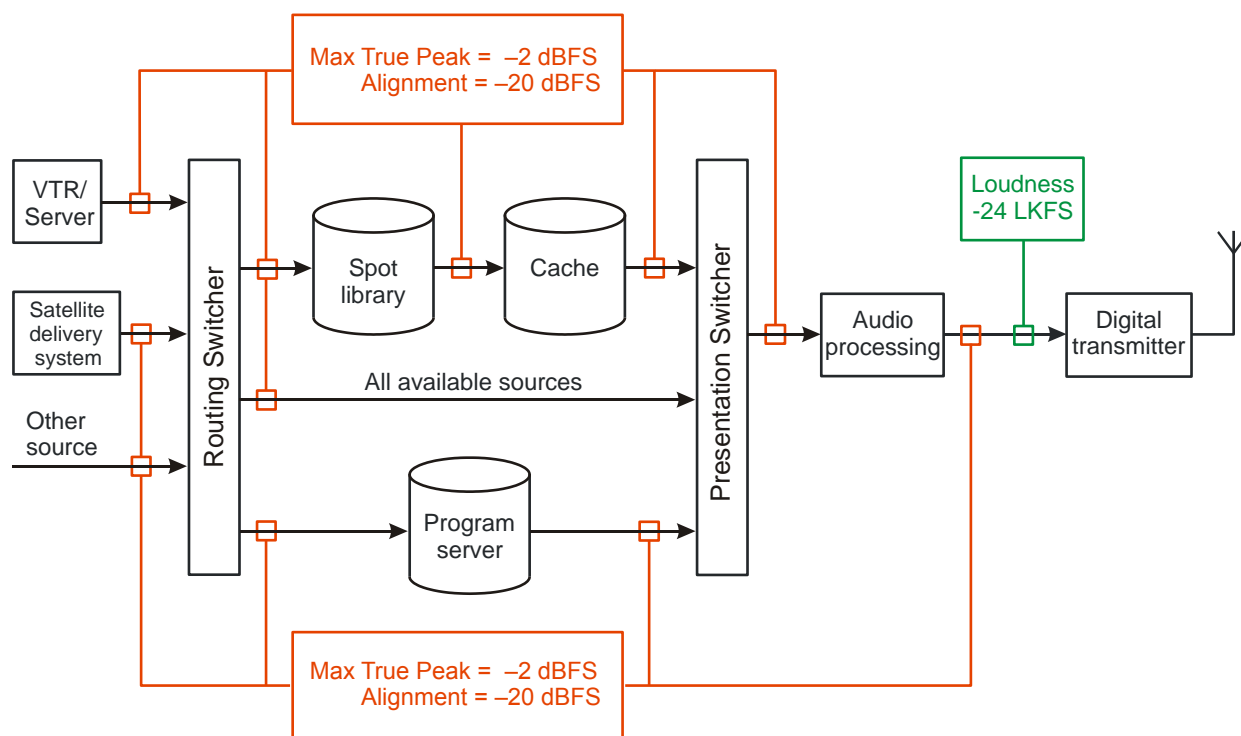 Max True Peak = –2 dBFS
Alignment = –20 dBFS
VTR/
Server
Satellite
delivery
system
Other
source
Routing Switcher
Spot
library
Cache
All available sources
Program
server
Presentation Switcher
Audio
processing
Loudness
-24 LKFS
Digital
transmitter
Max True Peak = –2 dBFS
Alignment = –20 dBFS